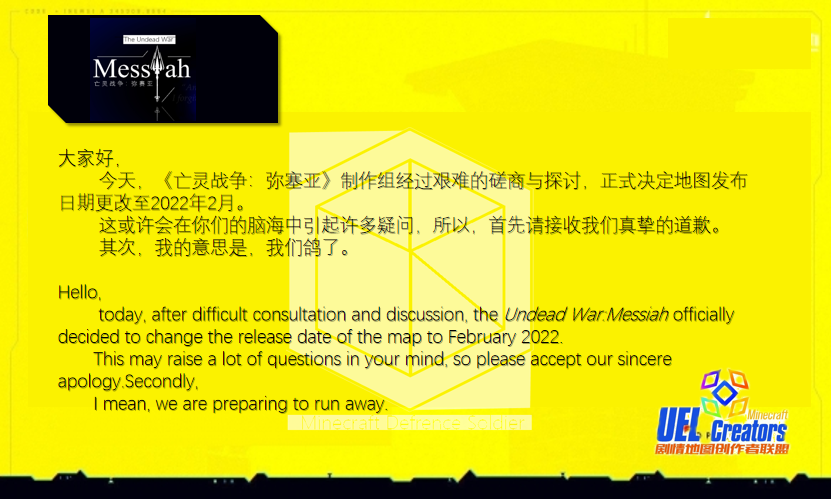 The Undead War
Messiah
亡灵战争：弥赛亚
大家好，
今天，《亡灵战争：弥塞亚》制作组经过艰难的磋商与探讨，正式决定地图发布
日期更改至2022年2月。
这或许会在你们的脑海中引起许多疑问，所以，首先请接收我们真挚的道歉。
其次，我的意思是，我们鸽了。
Hello,
today, after difficult consultation and discussion, the Undead War:Messiah officially
decided to change the release date of the map to February 2022.
This may raise a lot of questions in your mind, so please accept our sincere
apology.Secondly,
I mean, we are preparing to run away.
Minecraft Defrense Soldier
Minecraft
UEL Creators
剧情地图创作者联盟